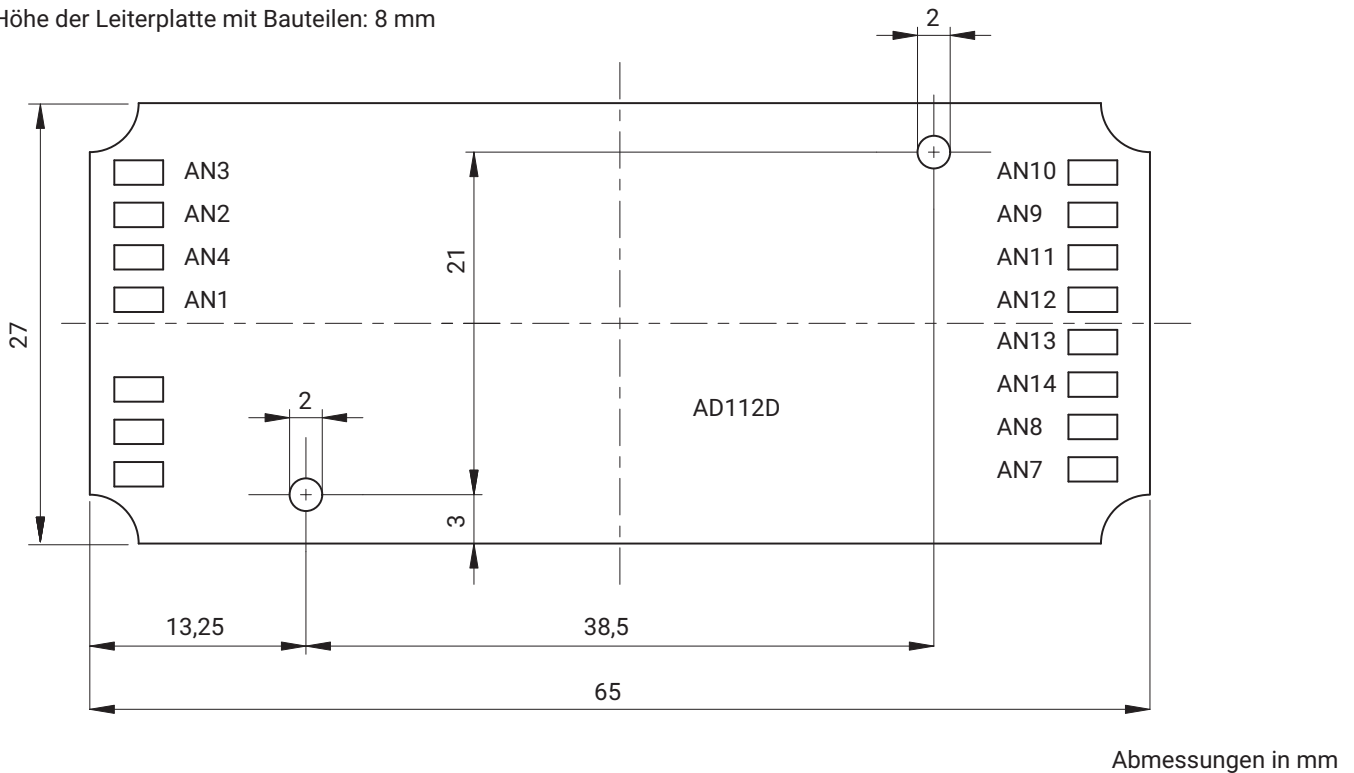 Höhe der Leiterplatte mit Bauteilen: 8 mm
2
AN3
AN10
AN2
AN9
21
AN4
AN11
AN1
AN12
27
AN13
AN14
2
AD112D
AN8
AN7
3
13,25
38,5
65
Abmessungen in mm